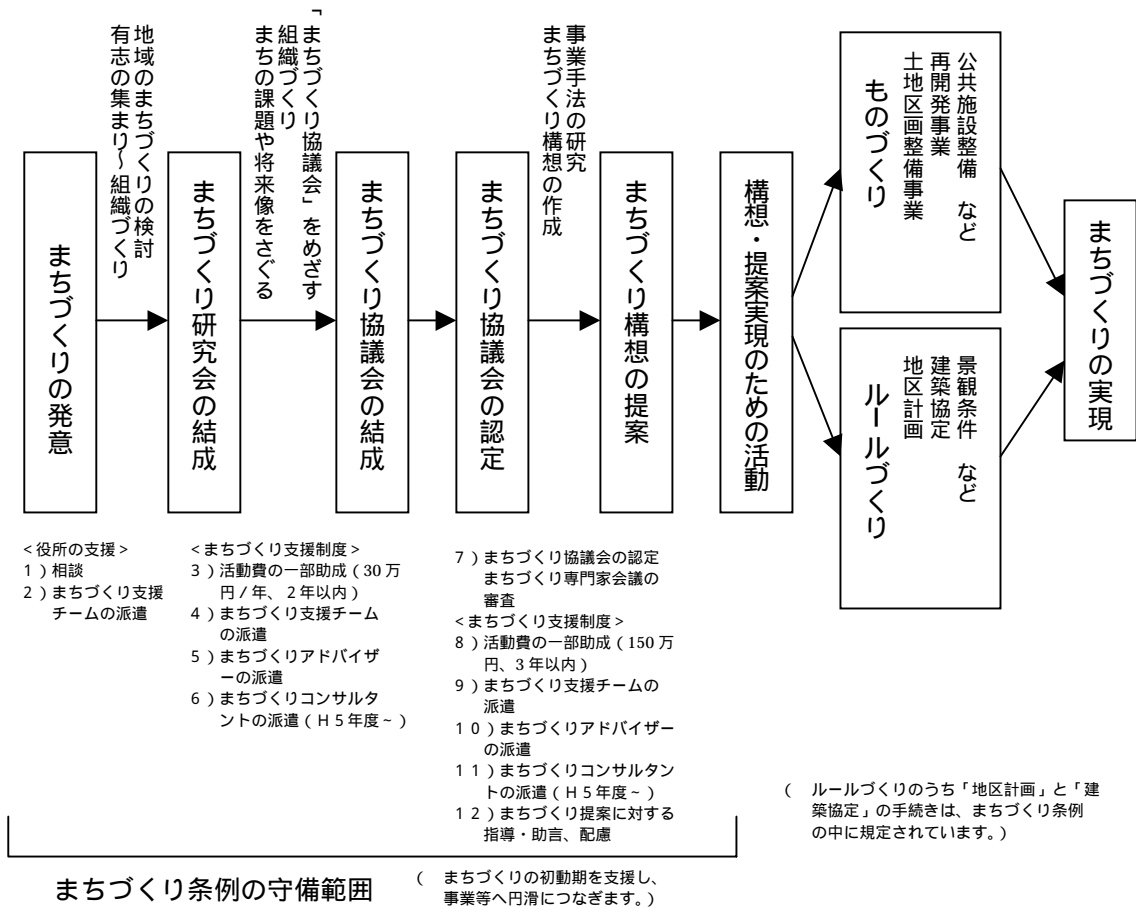 まちづくりの発意
地域のまちづくりの検討
有志の集まり~組織づくり
まちづくり研究会の結成
「まちづくり協議会」をめざす
組織づくり
まちの課題や将来像をさぐる
まちづくり協議会の結成
まちづくり協議会の認定
事業手法の研究
まちづくり構想の作成
まちづくり構想の提案
構想・提案実現のための活動
公共施設整備 など
再開発事業
土地区画整備事業
ものづくり
景観条件 など
建築協定
地区計画
ルールづくり
まちづくりの実現
<役所の支援>
1)相談
2)まちづくり支援
チームの派遣
<まちづくり支援制度>
3)活動費の一部助成(30万
円/年、2年以内)
4)まちづくり支援チーム
の派遣
5)まちづくりアドバイザ
ーの派遣
6)まちづくりコンサルタ
ントの派遣(H5年度~)
7)まちづくり協議会の認定
まちづくり専門家会議の
審査
<まちづくり支援制度>
8)活動費の一部助成(150万
円、3年以内)
9)まちづくり支援チームの
派遣
10)まちづくりアドバイザー
の派遣
11)まちづくりコンサルタン
トの派遣(H5年度~)
12)まちづくり提案に対する
指導・助言、配慮
( ルールづくりのうち「地区計画」と「建
築協定」の手続きは、まちづくり条例
の中に規定されています。)
まちづくり条例の守備範囲
( まちづくりの初動期を支援し、
事業等へ円滑につなぎます。)